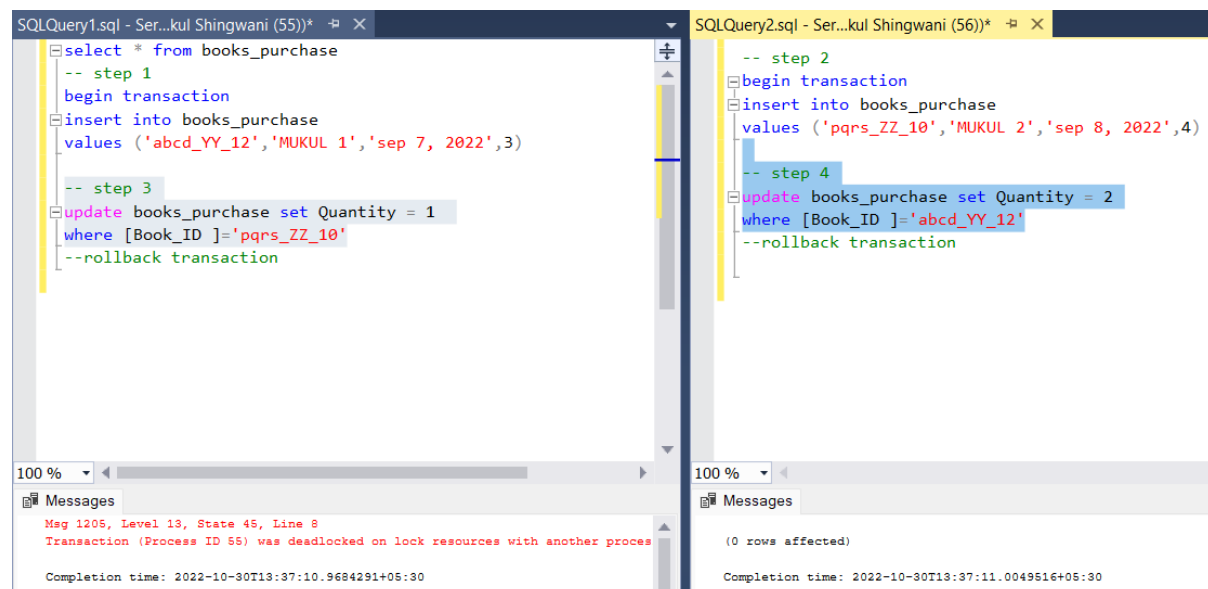 SQLQuery1.sql - Ser...kul Shingwani (55))*
select * from books_purchase
-- step 1
begin transaction
insert into books_purchase
values ('abcd_YY_12','MUKUL 1','sep 7, 2022',3)
-- step 3
update books_purchase set Quantity = 1
where [Book_ID ]='pqrs_ZZ_10'
--rollback transaction
100 %
Messages
Msg 1205, Level 13, State 45, Line 8
Transaction (Process ID 55) was deadlocked on lock resources with another proces
Completion time: 2022-10-30T13:37:10.9684291+05:30
SQLQuery2.sql - Ser...kul Shingwani (56))*
-- step 2
begin transaction
insert into books_purchase
values ('pqrs_ZZ_10','MUKUL 2','sep 8, 2022',4)
-- step 4
update books_purchase set Quantity = 2
where [Book_ID ]='abcd_YY_12'
--rollback transaction
100 %
Messages
(0 rows affected)
Completion time: 2022-10-30T13:37:11.0049516+05:30